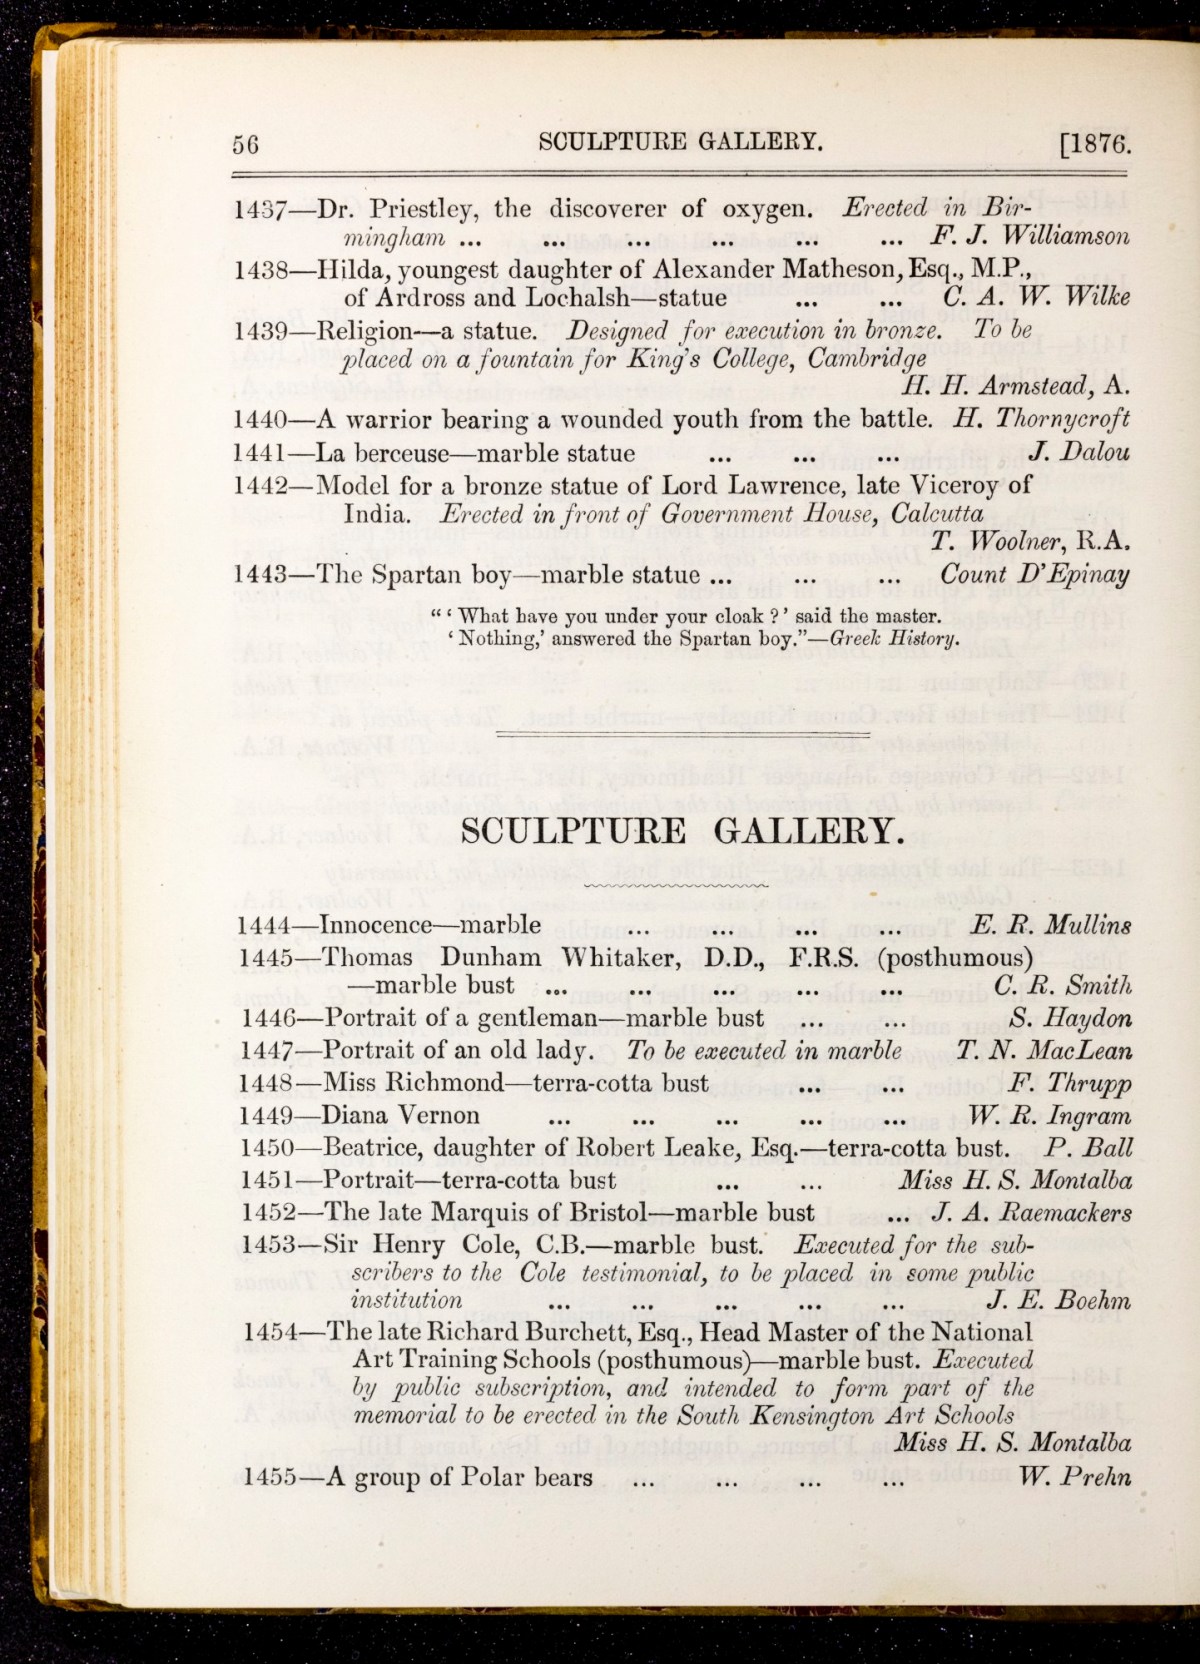 56 SCULPTURE GALLERY. [1876.
1437—Dr. Priestley, the discoverer of oxygen. Erected in Bir-
mingham ... ... ... ... ... ... F. J. Williamson
1438—Hilda, youngest daughter of Alexander Matheson, Esq., M.P.,
of Ardross and Lochalsh—statue ... ... C. A. W. Wilke
1439—Religion—a statue. Designed for execution in bronze. To be
placed on a fountain for King's College, Cambridge
H. H. Armstead, A.
1440—A warrior bearing a wounded youth from the battle. H. Thornycroft
1441—La berceuse—marble statue ... ... ... J. Dalou
1442—Model for a bronze statue of Lord Lawrence, late Viceroy of
India. Erected in front of Government House, Calcutta
T. Woolner, R.A.
1443—The Spartan boy—marble statue ... ... ... Count D'Epinay
“ ‘ What have you under your cloak ?’ said the master.
‘ Nothing,’ answered the Spartan boy.”—Greek History.
SCULPTURE GALLERY.
1444—Innocence—marble ... ... ... ... E. R. Mullins
1445—Thomas Dunham Whitaker, D.D., F.R.S. (posthumous)
—marble bust ... ... ... ... ... C. R. Smith
1446—Portrait of a gentleman—marble bust ... ... S. Haydon
1447—Portrait of an old lady. To be executed in marble T. N. MacLean
1448—Miss Richmond—terra-cotta bust ... ... F. Thrupp
1449—Diana Vernon ... ... ... ... ... W. R. Ingram
1450—Beatrice, daughter of Robert Leake, Esq.—terra-cotta bust. P. Ball
1451—Portrait—terra-cotta bust ... ... Miss H. S. Montalba
1452—The late Marquis of Bristol—marble bust ... J. A. Raemackers
1453—Sir Henry Cole, C.B.—marble bust. Executed for the sub-
scribers to the Cole testimonial, to be placed in some public
institution ... ... ... ... ... J. E. Boehm
1454—The late Richard Burchett, Esq., Head Master of the National
Art Training Schools (posthumous)—marble bust. Executed
by public subscription, and intended to form part of the
memorial to be erected in the South Kensington Art Schools
Miss H. S. Montalba
1455—A group of Polar bears ... ... ... ... W. Prehn